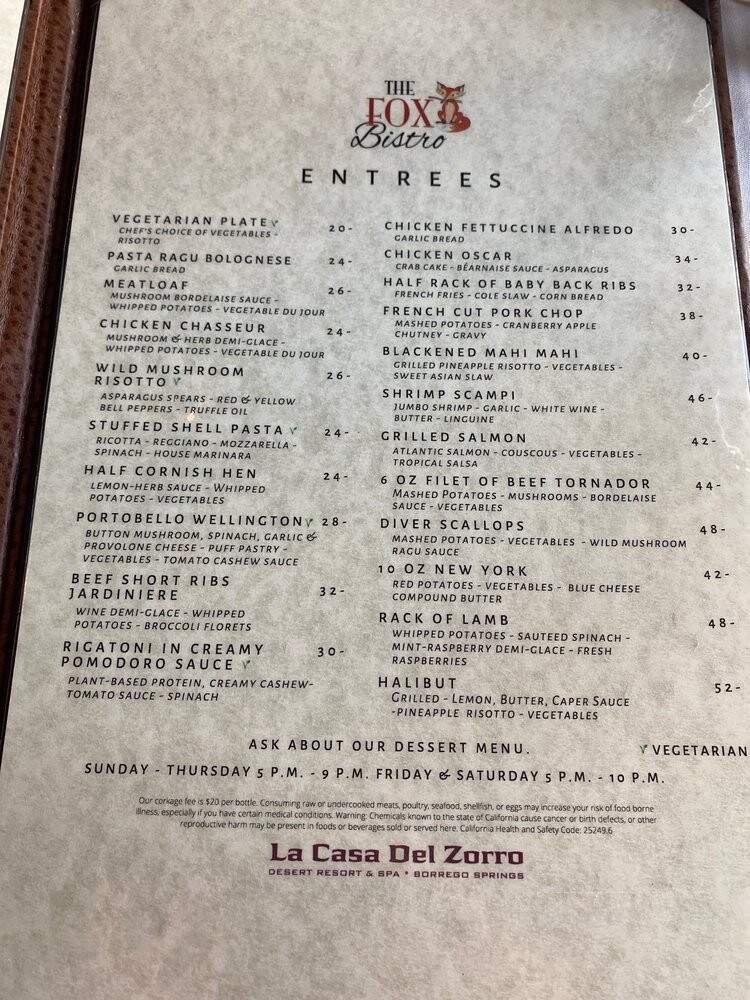 THE
FOX
Bistro
ENTREES
VEGETARIAN PLATE 20-
CHEF'S CHOICE OF VEGETABLES -
RISOTTO
PASTA RAGU BOLOGNESE 24-
GARLIC BREAD
MEATLOAF 26-
MUSHROOM BORDELAISE SAUCE -
WHIPPED POTATOES - VEGETABLE DU JOUR
CHICKEN CHASSEUR 24-
MUSHROOM & HERB DEMI-GLACE -
WHIPPED POTATOES - VEGETABLE DU JOUR
WILD MUSHROOM 26-
RISOTTO
ASPARAGUS SPEARS - RED & YELLOW
BELL PEPPERS - TRUFFLE OIL
STUFFED SHELL PASTA 24-
RICOTTA - REGGIANO - MOZZARELLA -
SPINACH - HOUSE MARINARA
HALF CORNISH HEN 24-
LEMON-HERB SAUCE - WHIPPED
POTATOES - VEGETABLES
PORTOBELLO WELLINGTON 28-
BUTTON MUSHROOM, SPINACH, GARLIC &
PROVOLONE CHEESE - PUFF PASTRY -
VEGETABLES - TOMATO CASHEW SAUCE
BEEF SHORT RIBS
JARDINIERE 32-
WINE DEMI-GLACE - WHIPPED
POTATOES - BROCCOLI FLORETS
RIGATONI IN CREAMY 30-
POMODORO SAUCE
PLANT-BASED PROTEIN, CREAMY CASHEW-
TOMATO SAUCE - SPINACH
CHICKEN FETTUCCINE ALFREDO 30-
GARLIC BREAD
CHICKEN OSCAR 34-
CRAB CAKE - BÉARNAISE SAUCE - ASPARAGUS
HALF RACK OF BABY BACK RIBS 32-
FRENCH FRIES - COLE SLAW - CORN BREAD
FRENCH CUT PORK CHOP 38-
MASHED POTATOES - CRANBERRY APPLE
CHUTNEY - GRAVY
BLACKENED MAHI MAHI 40-
GRILLED PINEAPPLE RISOTTO - VEGETABLES -
SWEET ASIAN SLAW
SHRIMP SCAMPI 46-
JUMBO SHRIMP - GARLIC - WHITE WINE -
BUTTER - LINGUINE
GRILLED SALMON 42-
ATLANTIC SALMON - COUSCOUS - VEGETABLES -
TROPICAL SALSA
6 OZ FILET OF BEEF TORNADOR 44-
MASHED POTATOES - MUSHROOMS - BORDELAISE
SAUCE - VEGETABLES
DIVER SCALLOPS 48-
MASHED POTATOES - VEGETABLES - WILD MUSHROOM
RAGU SAUCE
10 OZ NEW YORK 42-
RED POTATOES - VEGETABLES - BLUE CHEESE
COMPOUND BUTTER
RACK OF LAMB 48-
WHIPPED POTATOES - SAUTEED SPINACH -
MINT-RASPBERRY DEMI-GLACE - FRESH
RASPBERRIES
HALIBUT 52-
GRILLED - LEMON, BUTTER, CAPER SAUCE
-PINEAPPLE RISOTTO - VEGETABLES
ASK ABOUT OUR DESSERT MENU.
VEGETARIAN
SUNDAY - THURSDAY 5 P.M. - 9 P.M. FRIDAY & SATURDAY 5 P.M. - 10 P.M.
Our corkage fee is $20 per bottle. Consuming raw or undercooked meats, poultry, seafood, shellfish, or eggs may increase your risk of food borne
illness, especially if you have certain medical conditions. Warning: Chemicals known to the state of California cause cancer or birth defects, or other
reproductive harm may be present in foods or beverages sold or served here. California Health and Safety Code: 25249.6
La Casa Del Zorro
DESERT RESORT & SPA * BORREGO SPRINGS